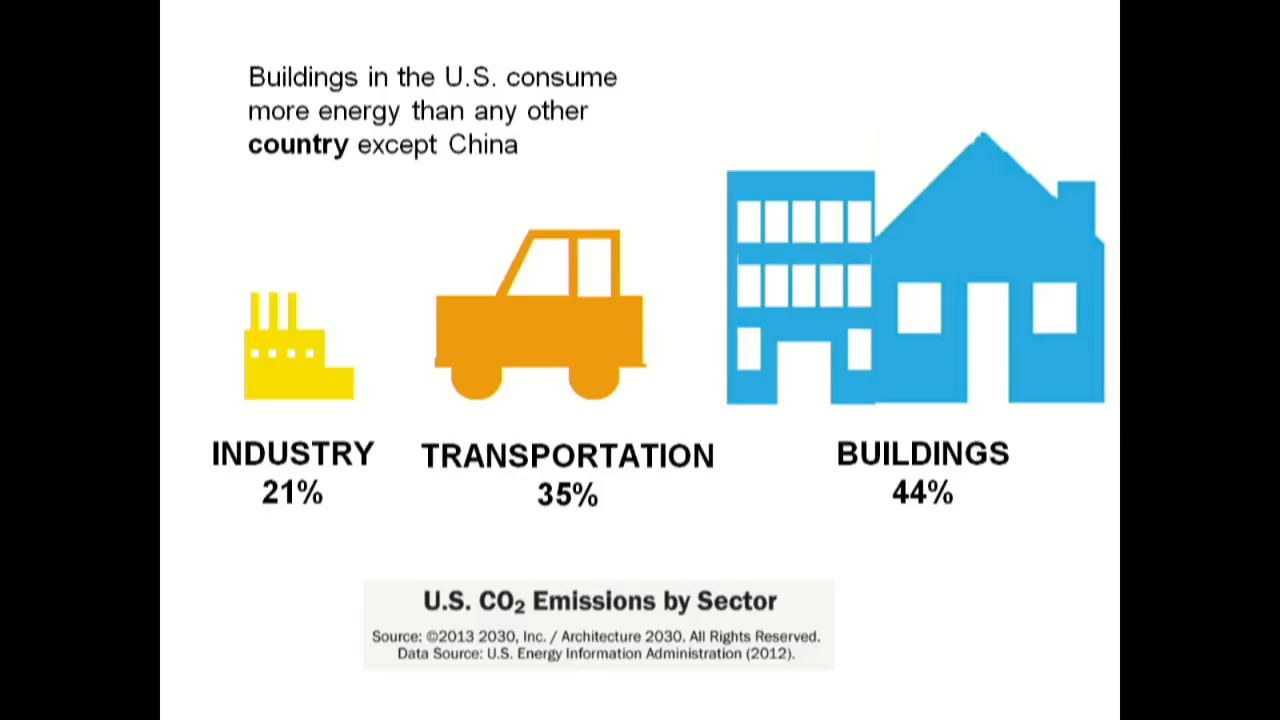 Buildings in the U.S. consume
more energy than any other
country except China
INDUSTRY
21%
TRANSPORTATION
35%
BUILDINGS
44%
U.S. CO₂ Emissions by Sector
Source: ©2013 2030, Inc. / Architecture 2030. All Rights Reserved.
Data Source: U.S. Energy Information Administration (2012).